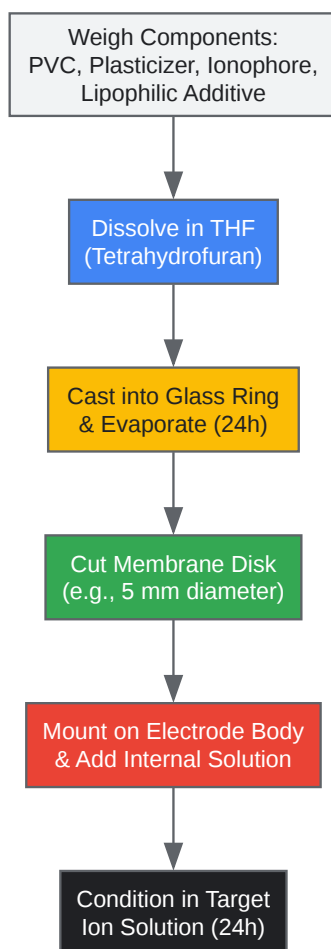 Weigh Components:
PVC, Plasticizer, Ionophore,
Lipophilic Additive
Dissolve in THF
(Tetrahydrofuran)
Cast into Glass Ring
& Evaporate (24h)
Cut Membrane Disk
(e.g., 5 mm diameter)
Mount on Electrode Body
& Add Internal Solution
Condition in Target
Ion Solution (24h)